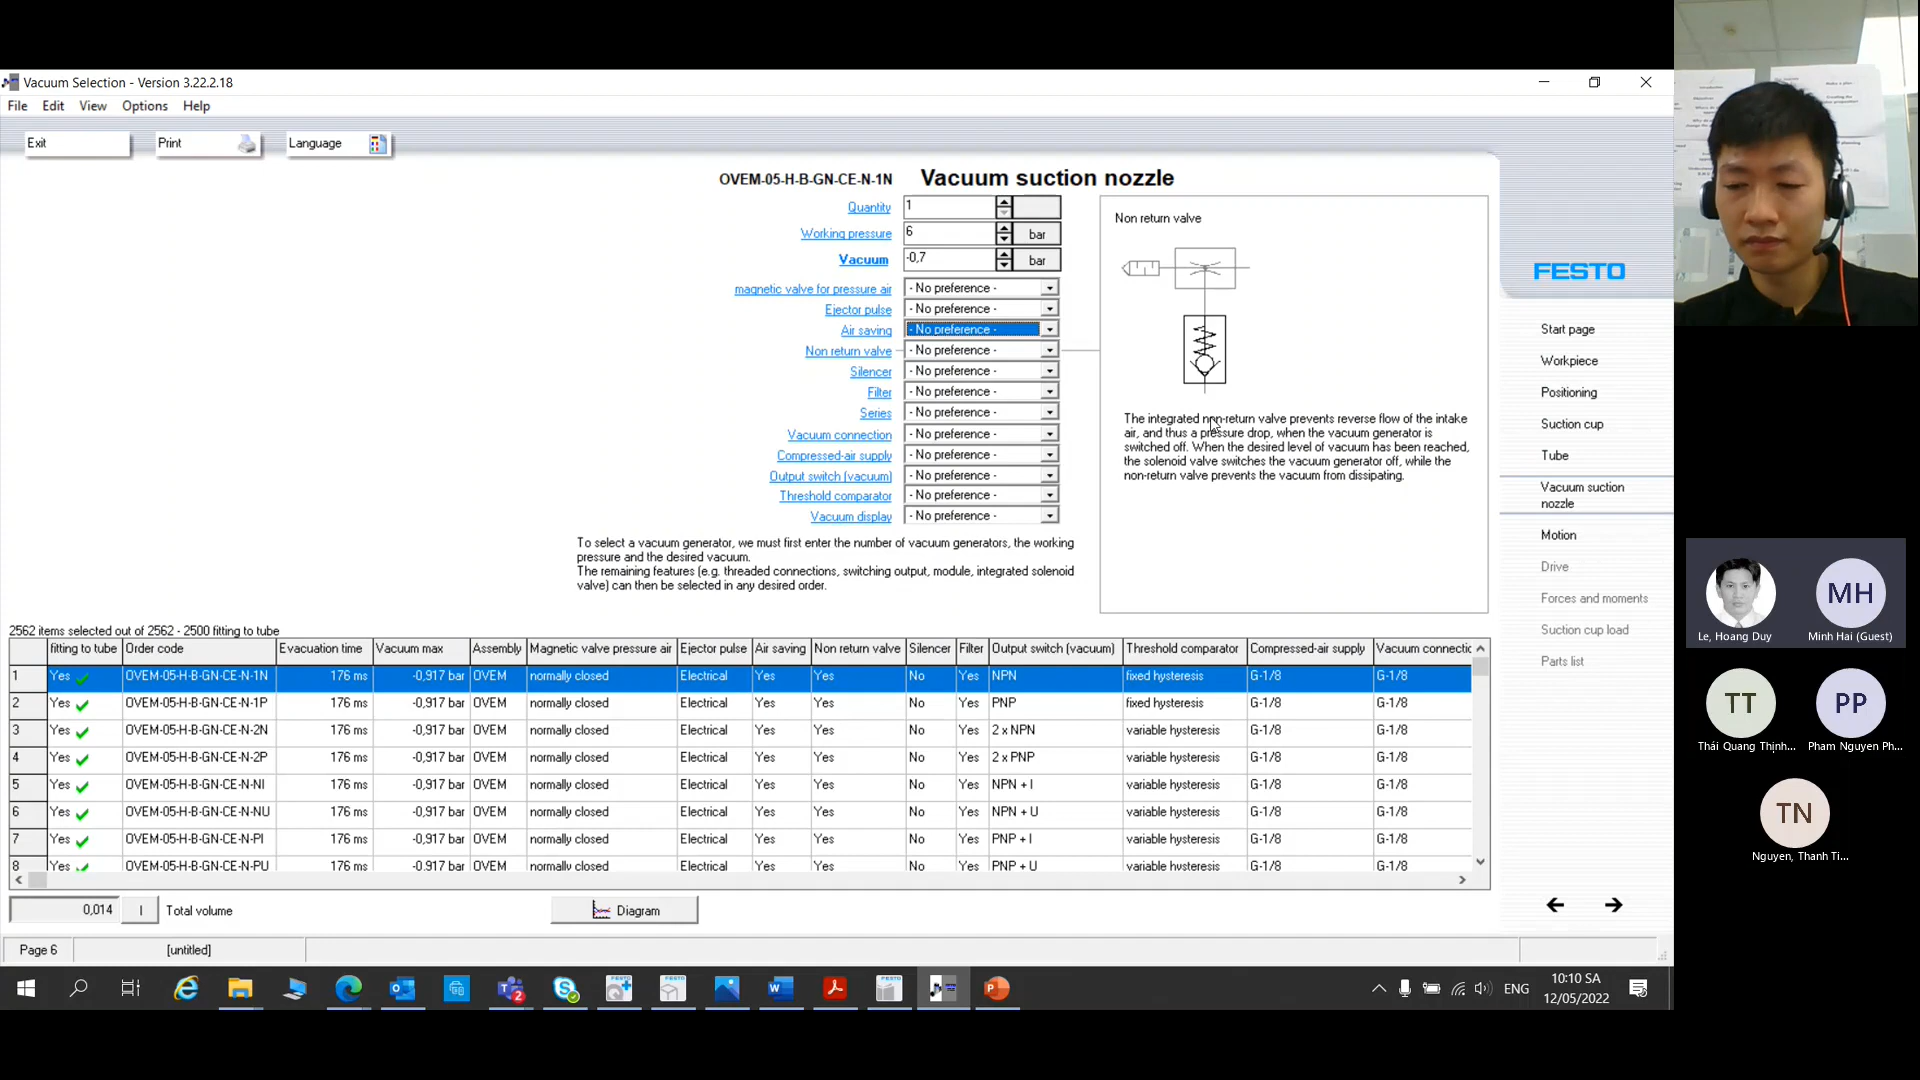 Vacuum Selection - Version 3.22.2.18
File Edit View Options Help
Exit Print Language
OVEM-05-H-B-GN-CE-N-1N Vacuum suction nozzle
Quantity 1
Working pressure 6 bar
Vacuum -0,7 bar
magnetic valve for pressure air - No preference -
Ejector pulse - No preference -
Air saving - No preference -
Non return valve - No preference -
Silencer - No preference -
Filter - No preference -
Series - No preference -
Vacuum connection - No preference -
Compressed-air supply - No preference -
Output switch (vacuum) - No preference -
Threshold comparator - No preference -
Vacuum display - No preference -
To select a vacuum generator, we must first enter the number of vacuum generators, the working
pressure and the desired vacuum.
The remaining features (e.g. threaded connections, switching output, module, integrated solenoid
valve) can then be selected in any desired order.
Non return valve
The integrated non-return valve prevents reverse flow of the intake
air, and thus a pressure drop, when the vacuum generator is
switched off. When the desired level of vacuum has been reached,
the solenoid valve switches the vacuum generator off, while the
non-return valve prevents the vacuum from dissipating.
FESTO
Start page
Workpiece
Positioning
Suction cup
Tube
Vacuum suction
nozzle
Motion
Drive
Forces and moments
Suction cup load
Parts list
2562 items selected out of 2562 - 2500 fitting to tube
fitting to tube Order code Evacuation time Vacuum max Assembly Magnetic valve pressure air Ejector pulse Air saving Non return valve Silencer Filter Output switch (vacuum) Threshold comparator Compressed-air supply Vacuum connectic
1 Yes OVEM-05-H-B-GN-CE-N-1N 176 ms -0,917 bar OVEM normally closed Electrical Yes Yes No Yes NPN fixed hysteresis G-1/8 G-1/8
2 Yes OVEM-05-H-B-GN-CE-N-1P 176 ms -0,917 bar OVEM normally closed Electrical Yes Yes No Yes PNP fixed hysteresis G-1/8 G-1/8
3 Yes OVEM-05-H-B-GN-CE-N-2N 176 ms -0,917 bar OVEM normally closed Electrical Yes Yes No Yes 2 x NPN variable hysteresis G-1/8 G-1/8
4 Yes OVEM-05-H-B-GN-CE-N-2P 176 ms -0,917 bar OVEM normally closed Electrical Yes Yes No Yes 2 x PNP variable hysteresis G-1/8 G-1/8
5 Yes OVEM-05-H-B-GN-CE-N-NI 176 ms -0,917 bar OVEM normally closed Electrical Yes Yes No Yes NPN + I variable hysteresis G-1/8 G-1/8
6 Yes OVEM-05-H-B-GN-CE-N-NU 176 ms -0,917 bar OVEM normally closed Electrical Yes Yes No Yes NPN + U variable hysteresis G-1/8 G-1/8
7 Yes OVEM-05-H-B-GN-CE-N-PI 176 ms -0,917 bar OVEM normally closed Electrical Yes Yes No Yes PNP + I variable hysteresis G-1/8 G-1/8
8 Yes OVEM-05-H-B-GN-CE-N-PU 176 ms -0,917 bar OVEM normally closed Electrical Yes Yes No Yes PNP + U variable hysteresis G-1/8 G-1/8
0,014 l Total volume Diagram
Page 6 [untitled]
ENG
10:10 SA
12/05/2022
MH
Le, Hoang Duy Minh Hai (Guest)
TT PP
Thái Quang Thịnh... Pham Nguyen Ph...
TN
Nguyen, Thanh Ti...